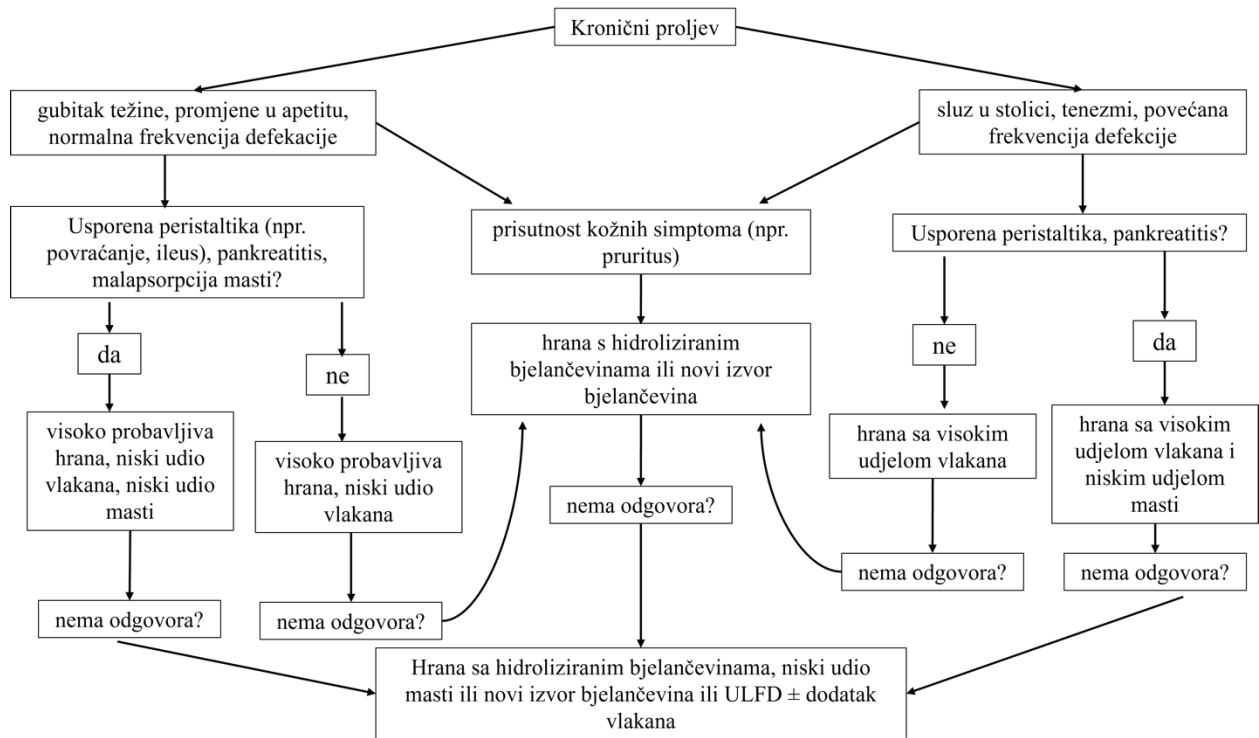 Kronični proljev
gubitak težine, promjene u apetitu,
normalna frekvencija defekacije
sluz u stolici, tenezmi, povećana
frekvencija defekcije
Usporena peristaltika (npr.
povraćanje, ileus), pankreatitis,
malapsorpcija masti?
prisutnost kožnih simptoma (npr.
pruritus)
Usporena peristaltika, pankreatitis?
da
ne
hrana s hidroliziranim
bjelančevinama ili novi izvor
bjelančevina
ne
da
visoko probavljiva
hrana, niski udio
vlakana, niski udio
masti
visoko probavljiva
hrana, niski udio
vlakana
nema odgovora?
hrana sa visokim
udjelom vlakana
hrana sa visokim
udjelom vlakana i
niskim udjelom
masti
nema odgovora?
nema odgovora?
nema odgovora?
nema odgovora?
Hrana sa hidroliziranim bjelančevinama, niski udio
masti ili novi izvor bjelančevina ili ULFD ± dodatak
vlakana